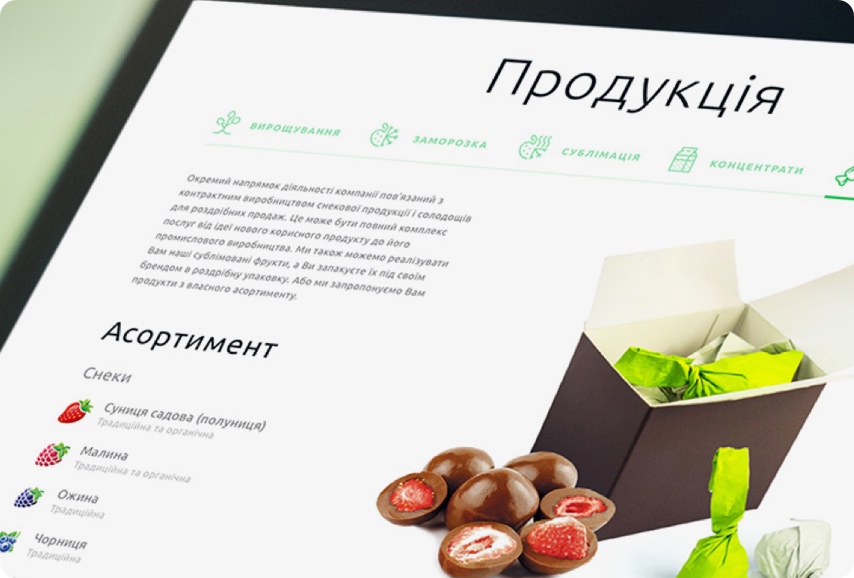 Продукція
ВИРОЩУВАННЯ
ЗАМОРОЗКА
СУБЛІМАЦІЯ
КОНЦЕНТРАТИ
Окремий напрямок діяльності компанії пов'язаний з
контрактним виробництвом снекової продукції і солодощів
для роздрібних продаж. Це може бути повний комплекс
послуг від ідеї нового корисного продукту до його
промислового виробництва. Ми також можемо реалізувати
Вам наші сублімовані фрукти, а Ви запакуєте їх під своїм
брендом в роздрібну упаковку. Або ми запропонуємо Вам
продукти з власного асортименту.
Асортимент
Снеки
Суниця садова (полуниця)
Традиційна та органічна
Малина
Традиційна та органічна
Ожина
Традиційна
Чорниця
Традиційна